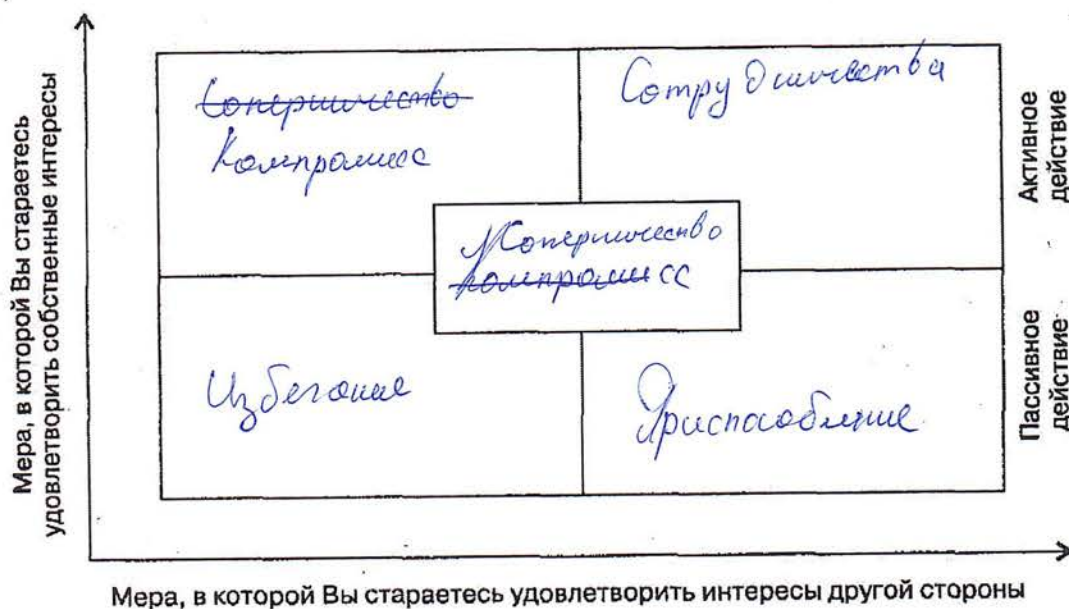 Мера, в которой Вы стараетесь
удовлетворить собственные интересы
Соперничество
Компромисс
Сотрудничества
Активное
действие
Соперничество
компромисс
Избегание
Приспособление
Пассивное
действие
Мера, в которой Вы стараетесь удовлетворить интересы другой стороны